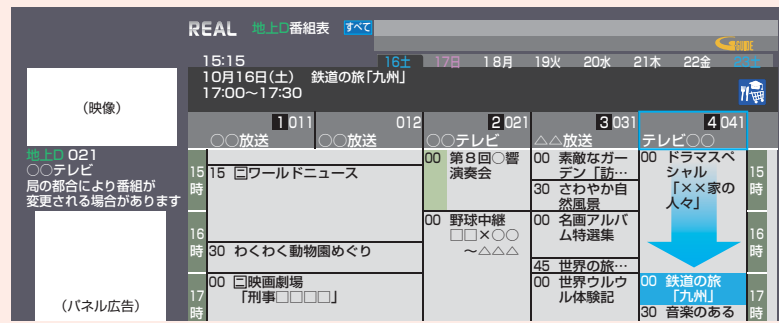 REAL 地上D番組表 すべて
G GUIDE
15:15
16土 17日 18月 19火 20水 21木 22金 23土
10月16日(土) 鉄道の旅「九州」
17:00～17:30
(映像)
1 011
012
2 021
3 031
4 041
○○放送
○○放送
○○テレビ
△△放送
テレビ○○
地上D 021
○○テレビ
局の都合により番組が
変更される場合があります
(パネル広告)
15時
16時
17時
15 二ワールドニュース
30 わくわく動物園めぐり
00 二映画劇場
「刑事□□□□」
00 第8回○響
演奏会
00 野球中継
□□×○○
～△△△
00 素敵なガー
デン「訪…
30 さわやか自
然風景
00 名画アルバ
ム特選集
45 世界の旅…
00 世界ウルウ
ル体験記
00 ドラマスペ
シャル
「××家の
人々」
00 鉄道の旅
「九州」
30 音楽のある
15時
16時
17時